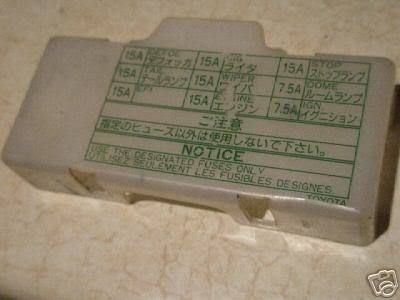 15A DEFOG 15A CIG 15A STOP
デフォッガ ライタ ストップランプ
15A TAIL 15A WIPER 7.5A DOME
テールランプ ワイパ ルームランプ
15A EFI 15A ENGINE 7.5A IGN
エンジン イグニション
ご注意
指定のヒューズ以外は使用しないで下さい。
NOTICE
USE THE DESIGNATED FUSES ONLY
UTILISEZ SEULEMENT LES FUSIBLES DESIGNES.
TOYOTA
eBay